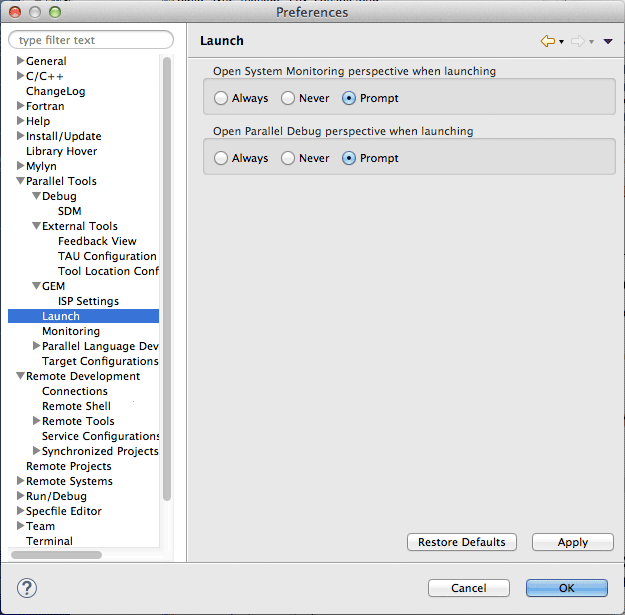 Preferences
type filter text
General
C/C++
ChangeLog
Fortran
Help
Install/Update
Library Hover
Mylyn
Parallel Tools
Debug
SDM
External Tools
Feedback View
TAU Configuration
Tool Location Conf
GEM
ISP Settings
Launch
Monitoring
Parallel Language Dev
Target Configurations
Remote Development
Connections
Remote Shell
Remote Tools
Service Configurations
Synchronized Projects
Remote Projects
Remote Systems
Run/Debug
Specfile Editor
Team
Terminal
Launch
Open System Monitoring perspective when launching
Always Never Prompt
Open Parallel Debug perspective when launching
Always Never Prompt
Restore Defaults Apply
? Cancel OK